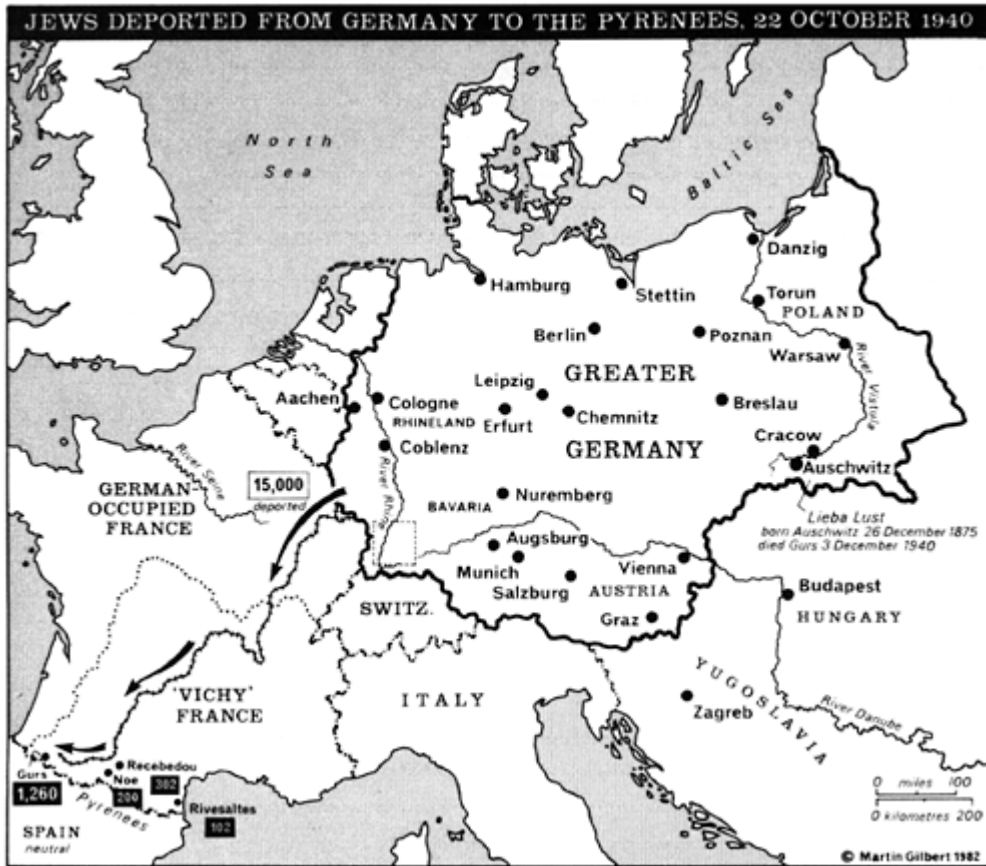 JEWS DEPORTED FROM GERMANY TO THE PYRENEES, 22 OCTOBER 1940
North
Sea
Baltic Sea
Danzig
Hamburg
Stettin
Torun
POLAND
Berlin
Poznan
Warsaw
River Vistula
GREATER
Leipzig
Aachen
Cologne
RHINELAND
Erfurt
Chemnitz
Breslau
Coblenz
GERMANY
Cracow
Auschwitz
River Seine
15,000
deported
River Rhine
GERMAN-
OCCUPIED
FRANCE
BAVARIA
Nuremberg
Lieba Lust
born Auschwitz 26 December 1875
died Gurs 3 December 1940
Augsburg
Munich
Vienna
Salzburg
AUSTRIA
Budapest
HUNGARY
SWITZ.
Graz
'VICHY'
FRANCE
ITALY
YUGOSLAVIA
Zagreb
River Danube
Gurs
1,260
Recebedou
302
Noe
200
Rivesaltes
102
Pyrenees
SPAIN
neutral
0 miles 100
0 kilometres 200
© Martin Gilbert 1982